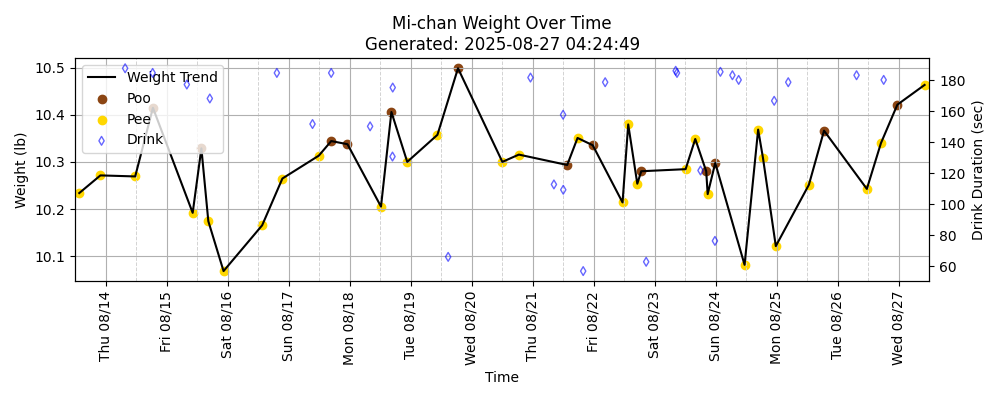 Mi-chan Weight Over Time
Generated: 2025-08-27 04:24:49
Weight (lb)
10.5
10.4
10.3
10.2
10.1
Weight Trend
Poo
Pee
Drink
180
160
140
120
100
80
60
Drink Duration (sec)
Thu 08/14
Fri 08/15
Sat 08/16
Sun 08/17
Mon 08/18
Tue 08/19
Wed 08/20
Thu 08/21
Fri 08/22
Sat 08/23
Sun 08/24
Mon 08/25
Tue 08/26
Wed 08/27
Time